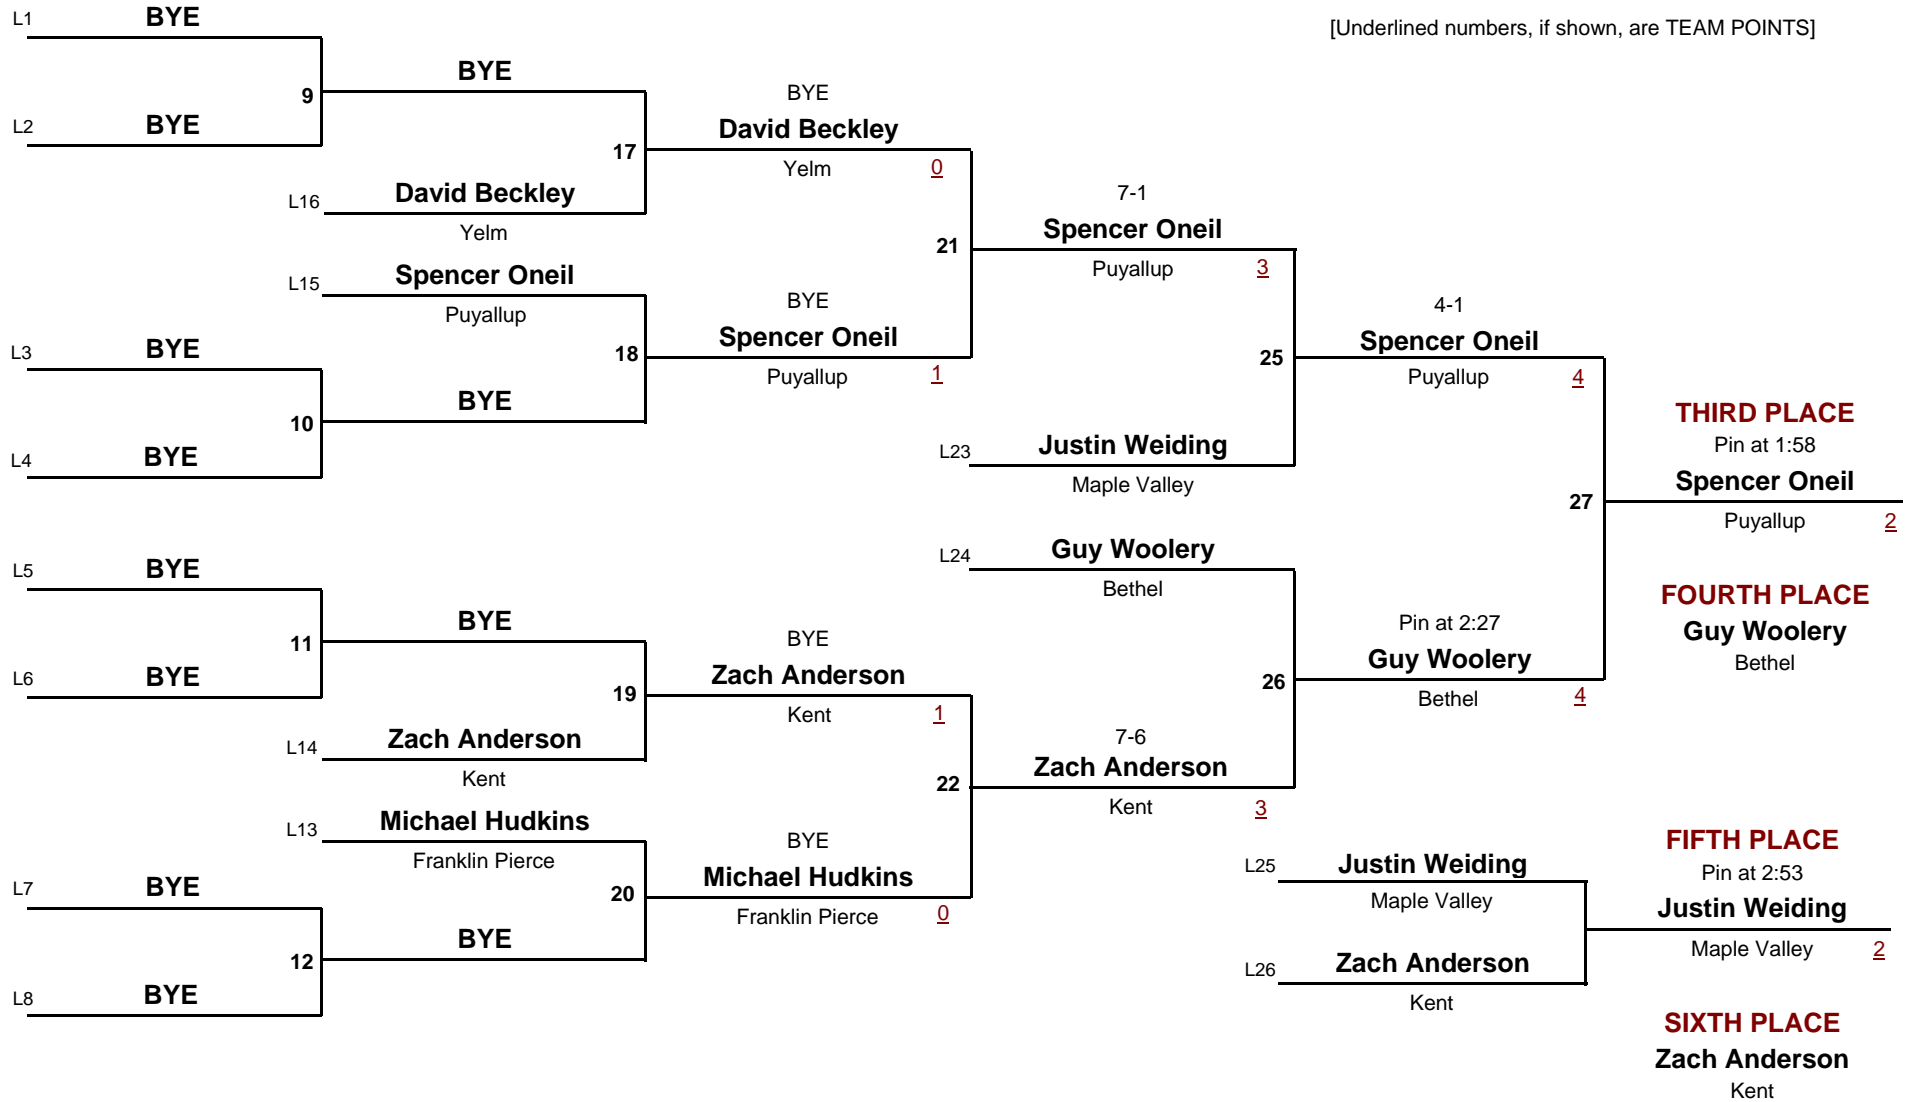 [Underlined numbers, if shown, are TEAM POINTS]
L1 BYE
9
L2 BYE
BYE
17
L16 David Beckley
Yelm
BYE
David Beckley
Yelm 0
21
L15 Spencer Oneil
Puyallup
18
L3 BYE
10
L4 BYE
BYE
BYE
Spencer Oneil
Puyallup 1
7-1
Spencer Oneil
Puyallup 3
25
L23 Justin Weiding
Maple Valley
4-1
Spencer Oneil
Puyallup 4
27
THIRD PLACE
Pin at 1:58
Spencer Oneil
Puyallup 2
FOURTH PLACE
Guy Woolery
Bethel
L5 BYE
11
L6 BYE
BYE
19
L14 Zach Anderson
Kent
BYE
Zach Anderson
Kent 1
22
L13 Michael Hudkins
Franklin Pierce
20
L7 BYE
12
L8 BYE
BYE
BYE
Michael Hudkins
Franklin Pierce 0
L24 Guy Woolery
Bethel
26
7-6
Zach Anderson
Kent 3
Pin at 2:27
Guy Woolery
Bethel 4
L25 Justin Weiding
Maple Valley
L26 Zach Anderson
Kent
FIFTH PLACE
Pin at 2:53
Justin Weiding
Maple Valley 2
SIXTH PLACE
Zach Anderson
Kent